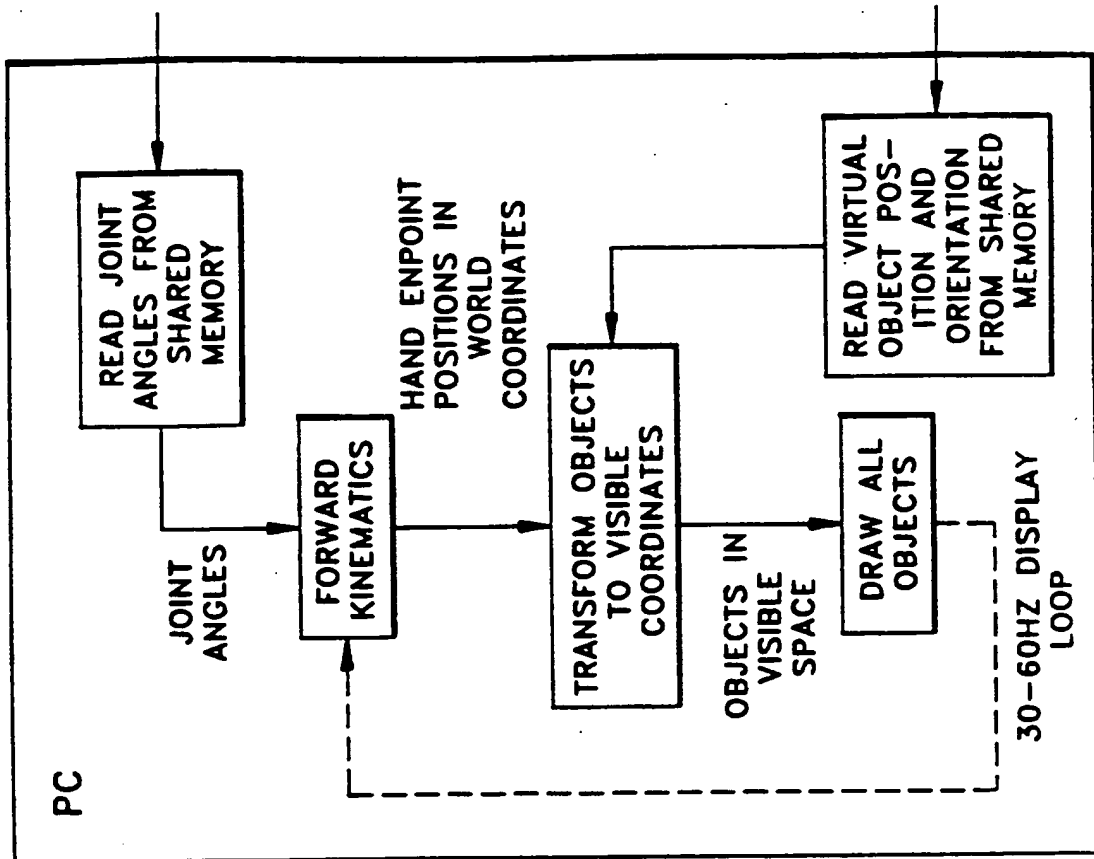 PC
READ JOINT
ANGLES FROM
SHARED
MEMORY
JOINT
ANGLES
FORWARD
KINEMATICS
HAND ENPOINT
POSITIONS IN
WORLD
COORDINATES
TRANSFORM OBJECTS
TO VISIBLE
COORDINATES
READ VIRTUAL
OBJECT POS-
ITION AND
ORIENTATION
FROM SHARED
MEMORY
OBJECTS IN
VISIBLE
SPACE
DRAW ALL
OBJECTS
30-60HZ DISPLAY
LOOP